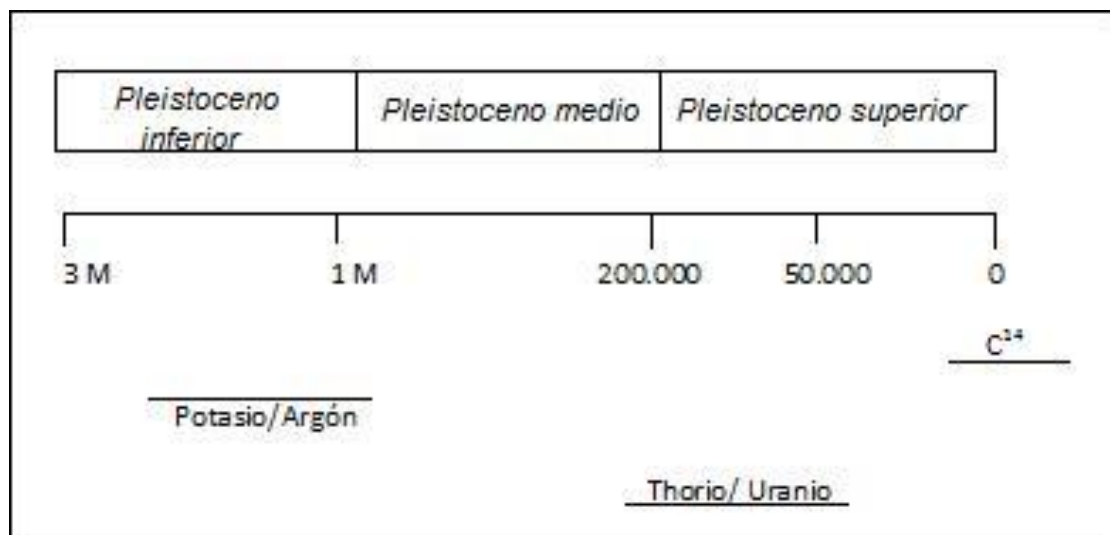 Pleistoceno
inferior
Pleistoceno medio
Pleistoceno superior
3 M
1 M
200.000
50.000
0
C¹⁴
Potasio/Argón
Thorio/ Uranio